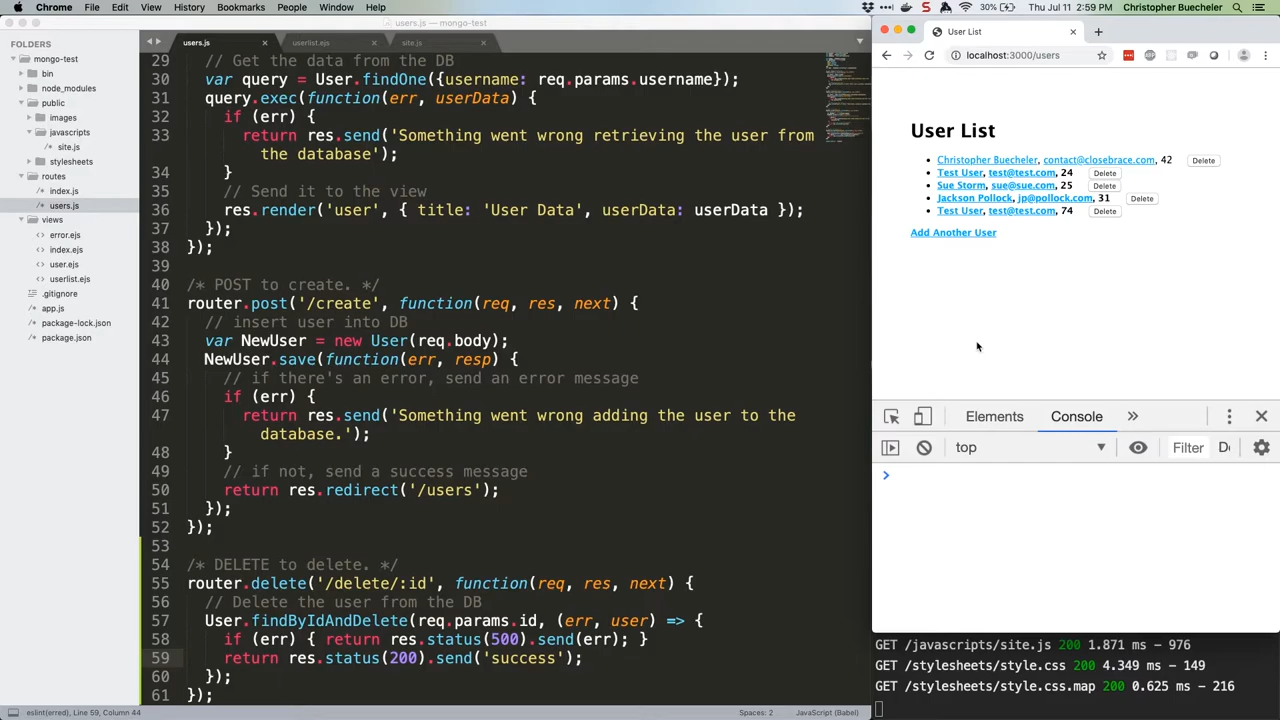 Chrome File Edit View History Bookmarks People Window Help 30% Thu Jul 11 2:59 PM Christopher Buecheler
users.js — mongo-test
FOLDERS
mongo-test
bin
node_modules
public
images
javascripts
site.js
stylesheets
routes
index.js
users.js
views
error.ejs
index.ejs
user.ejs
userlist.ejs
.gitignore
app.js
package-lock.json
package.json
users.js × userlist.ejs × site.js ×
29 // Get the data from the DB
30 var query = User.findOne({username: req.params.username});
31 query.exec(function(err, userData) {
32 if (err) {
33 return res.send('Something went wrong retrieving the user from
the database');
34 }
35 // Send it to the view
36 res.render('user', { title: 'User Data', userData: userData });
37 });
38 });
39
40 /* POST to create. */
41 router.post('/create', function(req, res, next) {
42 // insert user into DB
43 var NewUser = new User(req.body);
44 NewUser.save(function(err, resp) {
45 // if there's an error, send an error message
46 if (err) {
47 return res.send('Something went wrong adding the user to the
database.');
48 }
49 // if not, send a success message
50 return res.redirect('/users');
51 });
52 });
53
54 /* DELETE to delete. */
55 router.delete('/delete/:id', function(req, res, next) {
56 // Delete the user from the DB
57 User.findByIdAndDelete(req.params.id, (err, user) => {
58 if (err) { return res.status(500).send(err); }
59 return res.status(200).send('success');
60 });
61 });
eslint(erred), Line 59, Column 44 Spaces: 2 JavaScript (Babel)
User List
localhost:3000/users
User List
Christopher Buecheler, contact@closebrace.com, 42 Delete
Test User, test@test.com, 24 Delete
Sue Storm, sue@sue.com, 25 Delete
Jackson Pollock, jp@pollock.com, 31 Delete
Test User, test@test.com, 74 Delete
Add Another User
Elements Console »
top Filter
GET /javascripts/site.js 200 1.871 ms – 976
GET /stylesheets/style.css 200 4.349 ms – 149
GET /stylesheets/style.css.map 200 0.625 ms – 216